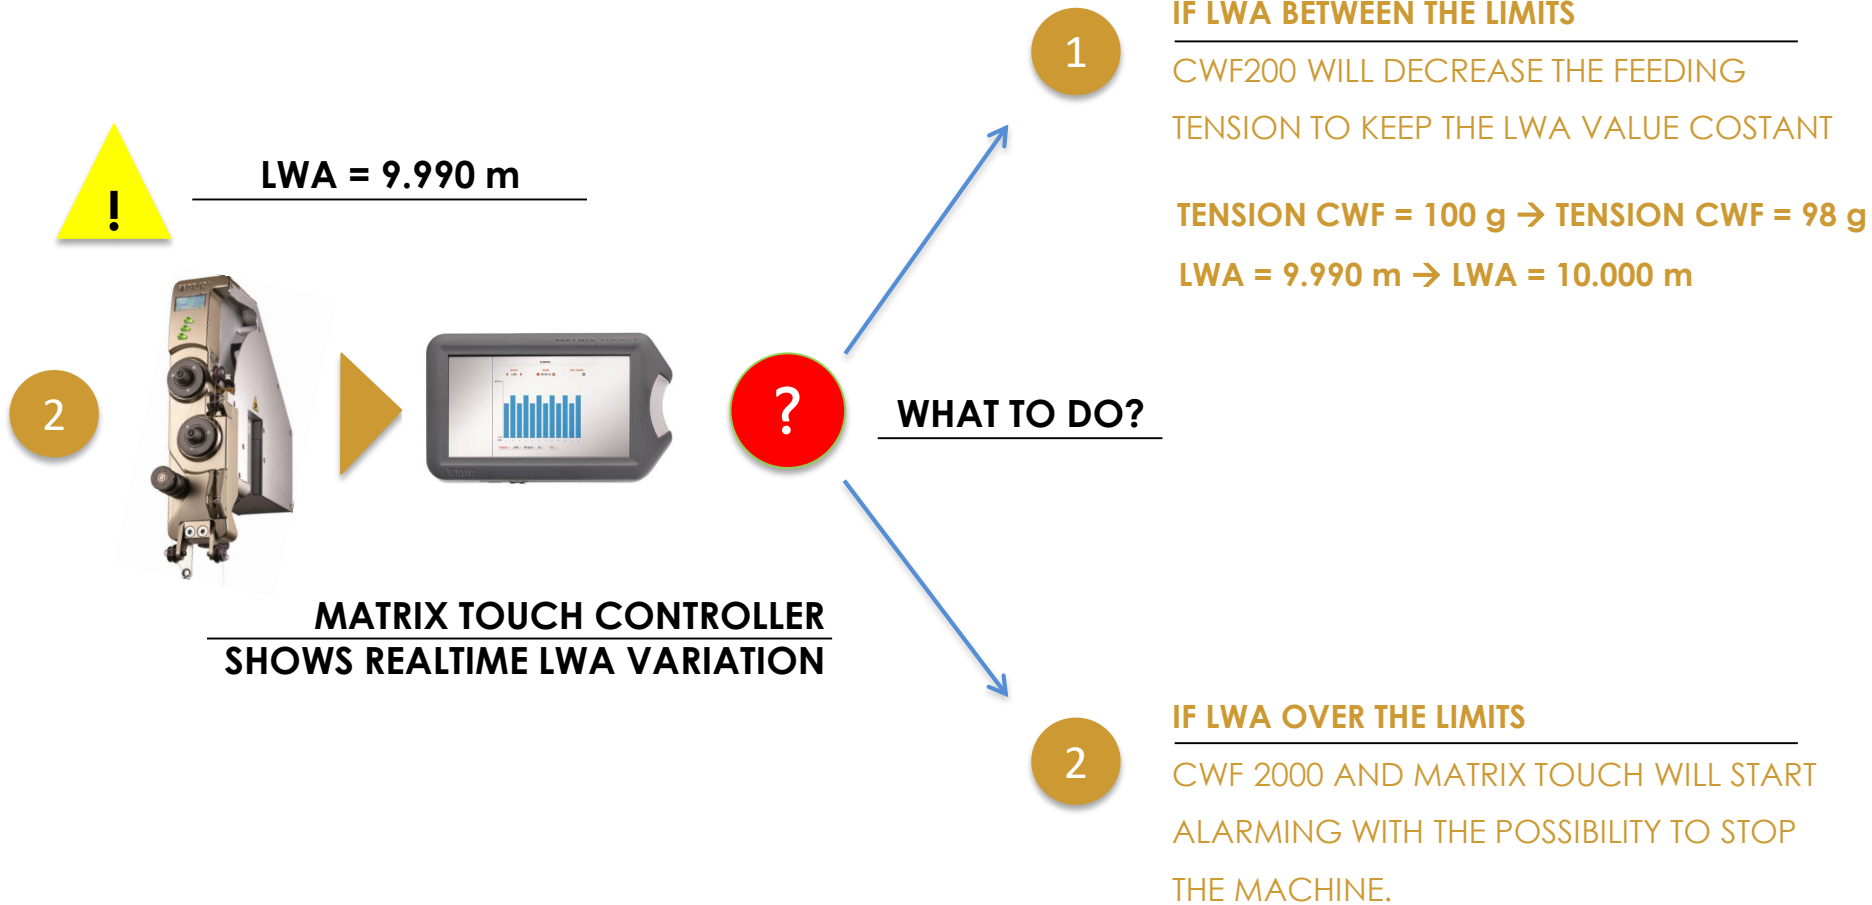 !
LWA = 9.990 m
2
MATRIX TOUCH CONTROLLER
SHOWS REALTIME LWA VARIATION
?
WHAT TO DO?
1
IF LWA BETWEEN THE LIMITS
CWF200 WILL DECREASE THE FEEDING
TENSION TO KEEP THE LWA VALUE COSTANT
TENSION CWF = 100 g → TENSION CWF = 98 g
LWA = 9.990 m → LWA = 10.000 m
2
IF LWA OVER THE LIMITS
CWF 2000 AND MATRIX TOUCH WILL START
ALARMING WITH THE POSSIBILITY TO STOP
THE MACHINE.